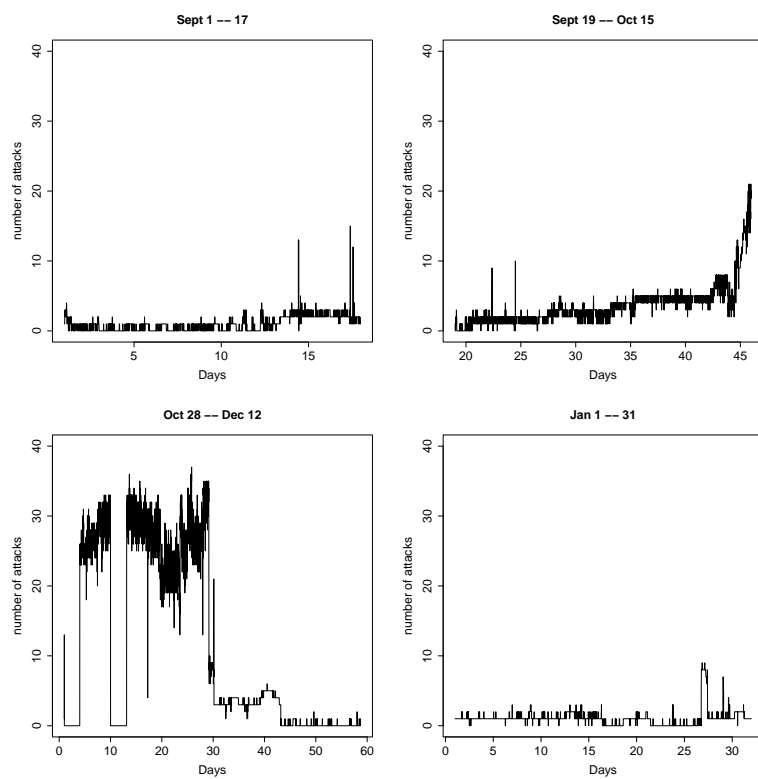 Sept 1 −− 17
number of attacks
0 10 20 30 40
5 10 15
Days
Sept 19 −− Oct 15
number of attacks
0 10 20 30 40
20 25 30 35 40 45
Days
Oct 28 −− Dec 12
number of attacks
0 10 20 30 40
0 10 20 30 40 50 60
Days
Jan 1 −− 31
number of attacks
0 10 20 30 40
0 5 10 15 20 25 30
Days